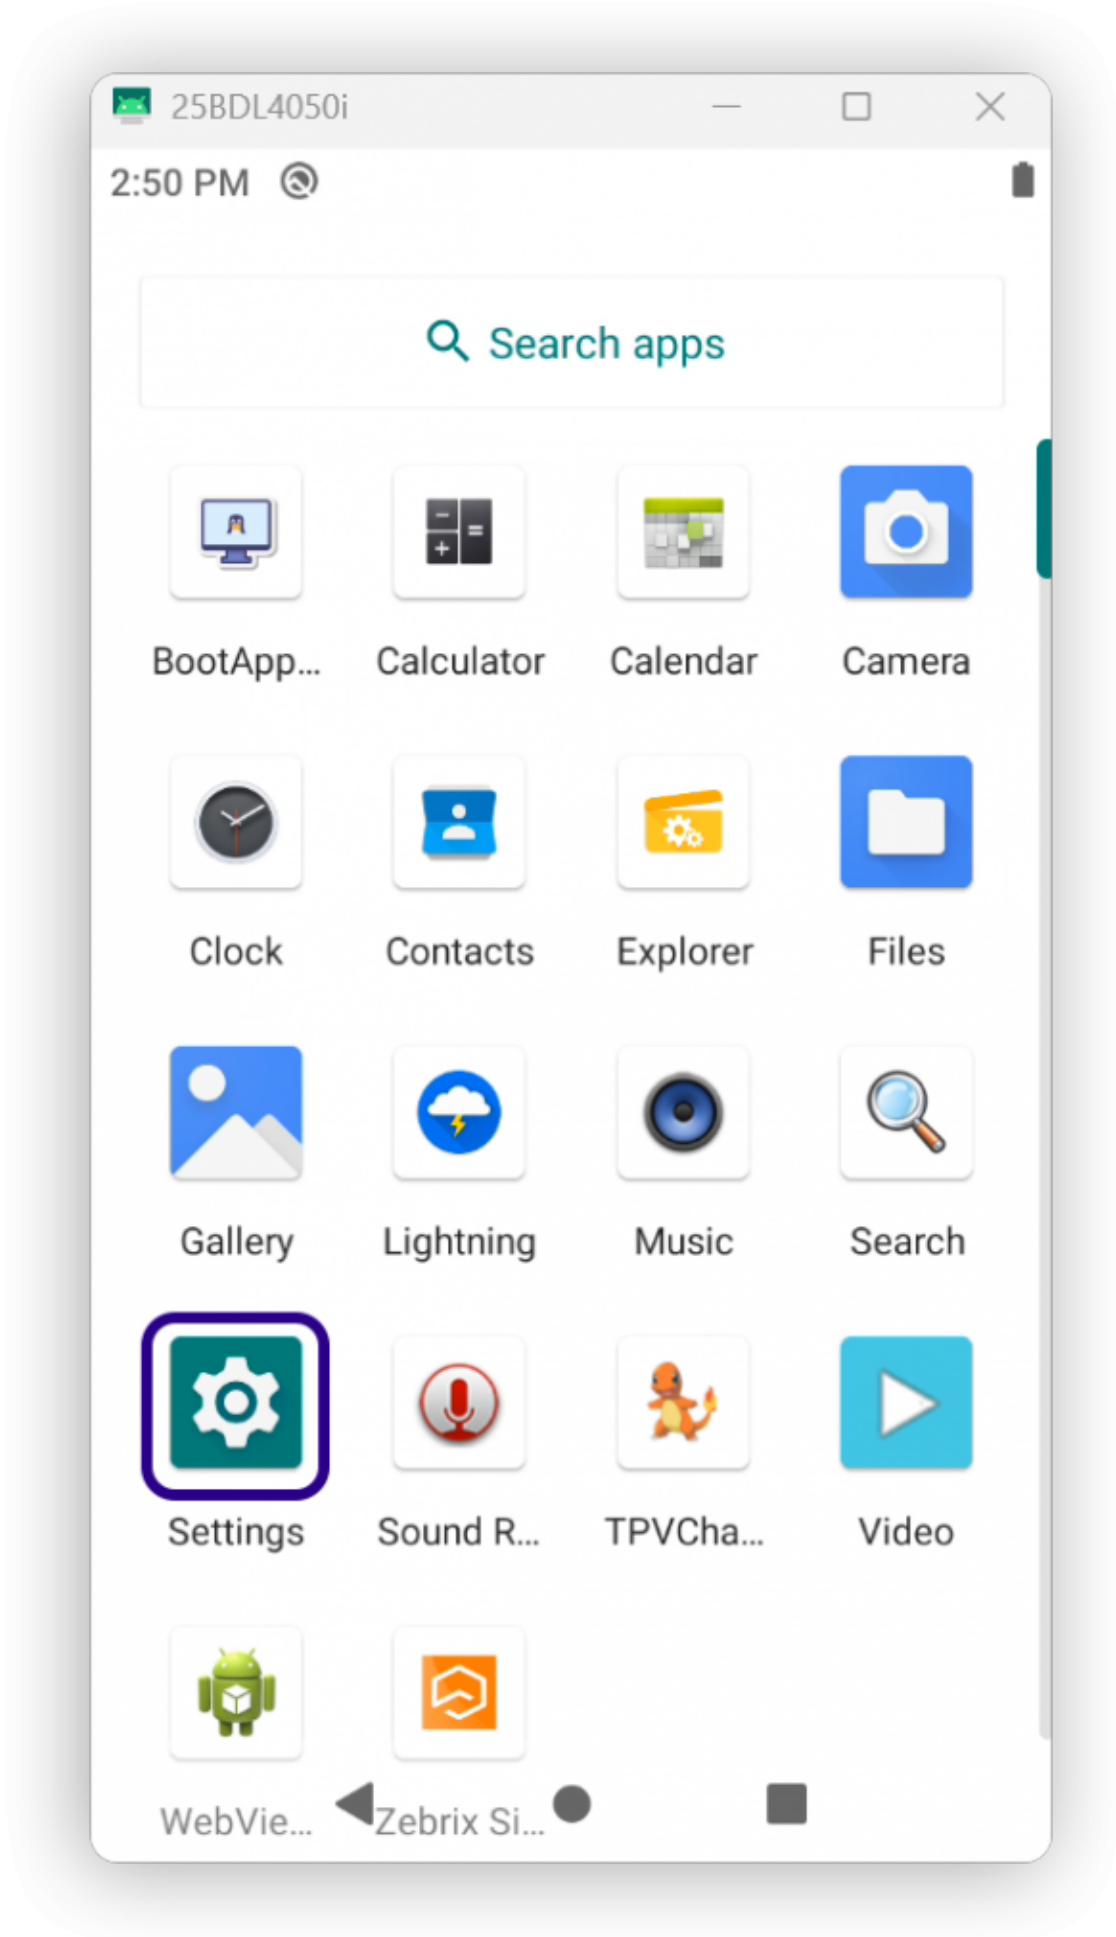 25BDL4050i
2:50 PM
Search apps
BootApp... Calculator Calendar Camera
Clock Contacts Explorer Files
Gallery Lightning Music Search
Settings Sound R... TPVCha... Video
WebVie... Zebrix Si...